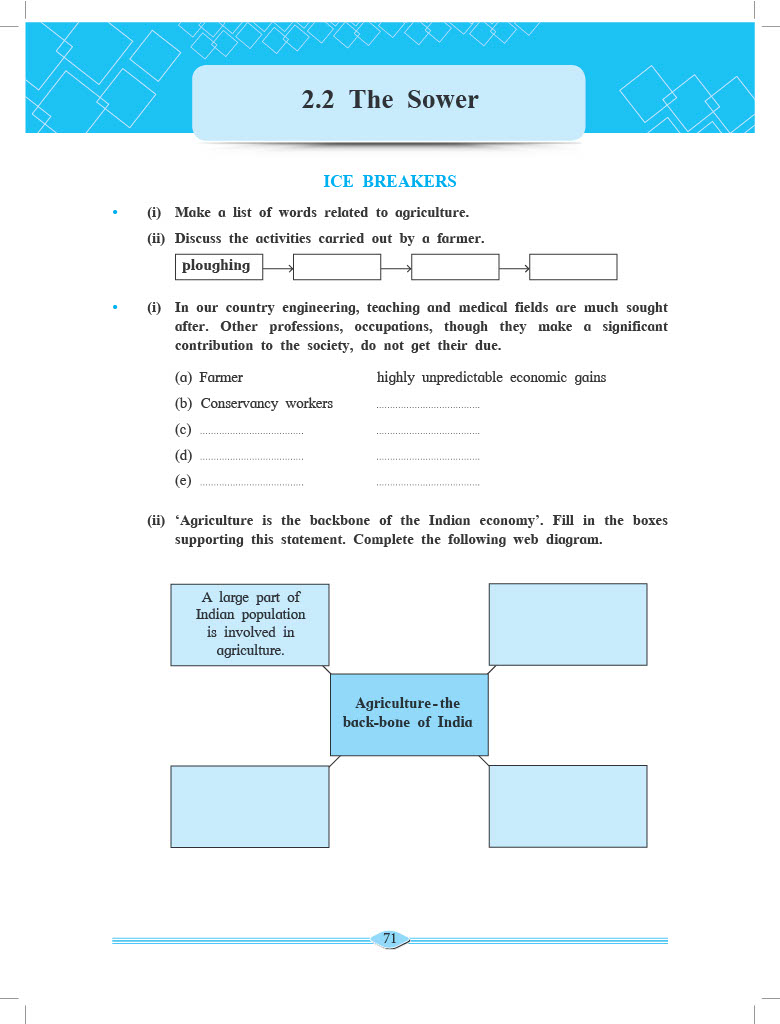 2.2 The Sower
ICE BREAKERS
• (i) Make a list of words related to agriculture.
(ii) Discuss the activities carried out by a farmer.
ploughing
• (i) In our country engineering, teaching and medical fields are much sought
after. Other professions, occupations, though they make a significant
contribution to the society, do not get their due.
(a) Farmer highly unpredictable economic gains
(b) Conservancy workers ......................................
(c) ...................................... ......................................
(d) ...................................... ......................................
(e) ...................................... ......................................
(ii) ‘Agriculture is the backbone of the Indian economy’. Fill in the boxes
supporting this statement. Complete the following web diagram.
A large part of
Indian population
is involved in
agriculture.
Agriculture-the
back-bone of India
71